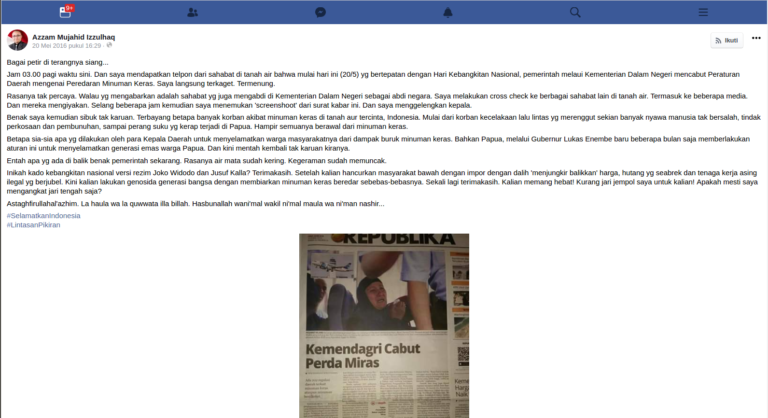 9+
Azzam Mujahid Izzulhaq
20 Mei 2016 pukul 16:29 ·
Ikuti
Bagai petir di terangnya siang...
Jam 03.00 pagi waktu sini. Dan saya mendapatkan telpon dari sahabat di tanah air bahwa mulai hari ini (20/5) yg bertepatan dengan Hari Kebangkitan Nasional, pemerintah melaui Kementerian Dalam Negeri mencabut Peraturan
Daerah mengenai Peredaran Minuman Keras. Saya langsung terkaget. Termenung.
Rasanya tak percaya. Walau yg mengabarkan adalah sahabat yg juga mengabdi di Kementerian Dalam Negeri sebagai abdi negara. Saya melakukan cross check ke berbagai sahabat lain di tanah air. Termasuk ke beberapa media.
Dan mereka mengiyakan. Selang beberapa jam kemudian saya menemukan 'screenshoot' dari surat kabar ini. Dan saya menggelengkan kepala.
Benak saya kemudian sibuk tak karuan. Terbayang betapa banyak korban akibat minuman keras di tanah air tercinta, Indonesia. Mulai dari korban kecelakaan lalu lintas yg merenggut sekian banyak nyawa manusia tak bersalah, tindak
perkosaan dan pembunuhan, sampai perang suku yg kerap terjadi di Papua. Hampir semuanya berawal dari minuman keras.
Betapa sia-sia apa yg dilakukan oleh para Kepala Daerah untuk menyelamatkan warga masyarakatnya dari dampak buruk minuman keras. Bahkan Papua, melalui Gubernur Lukas Enembe baru beberapa bulan saja memberlakukan
aturan ini untuk menyelamatkan generasi emas warga Papua. Dan kini mentah kembali tak karuan kiranya.
Entah apa yg ada di balik benak pemerintah sekarang. Rasanya air mata sudah kering. Kegeraman sudah memuncak.
Inikah kado kebangkitan nasional versi rezim Joko Widodo dan Jusuf Kalla? Terimakasih. Setelah kalian hancurkan masyarakat bawah dengan impor dengan dalih 'menjungkir balikkan' harga, hutang yg seabrek dan tenaga kerja asing
ilegal yg berjubel. Kini kalian lakukan genosida generasi bangsa dengan membiarkan minuman keras beredar sebebas-bebasnya. Sekali lagi terimakasih. Kalian memang hebat! Kurang jari jempol saya untuk kalian! Apakah mesti saya
mengangkat jari tengah saja?
Astaghfirullahal'azhim. La haula wa la quwwata illa billah. Hasbunallah wani'mal wakil ni'mal maula wa ni'man nashir...
#SelamatkanIndonesia
#LintasanPikiran
REPUBLIKA
Kemendagri Cabut
Perda Miras
Keme
Harga
Naik